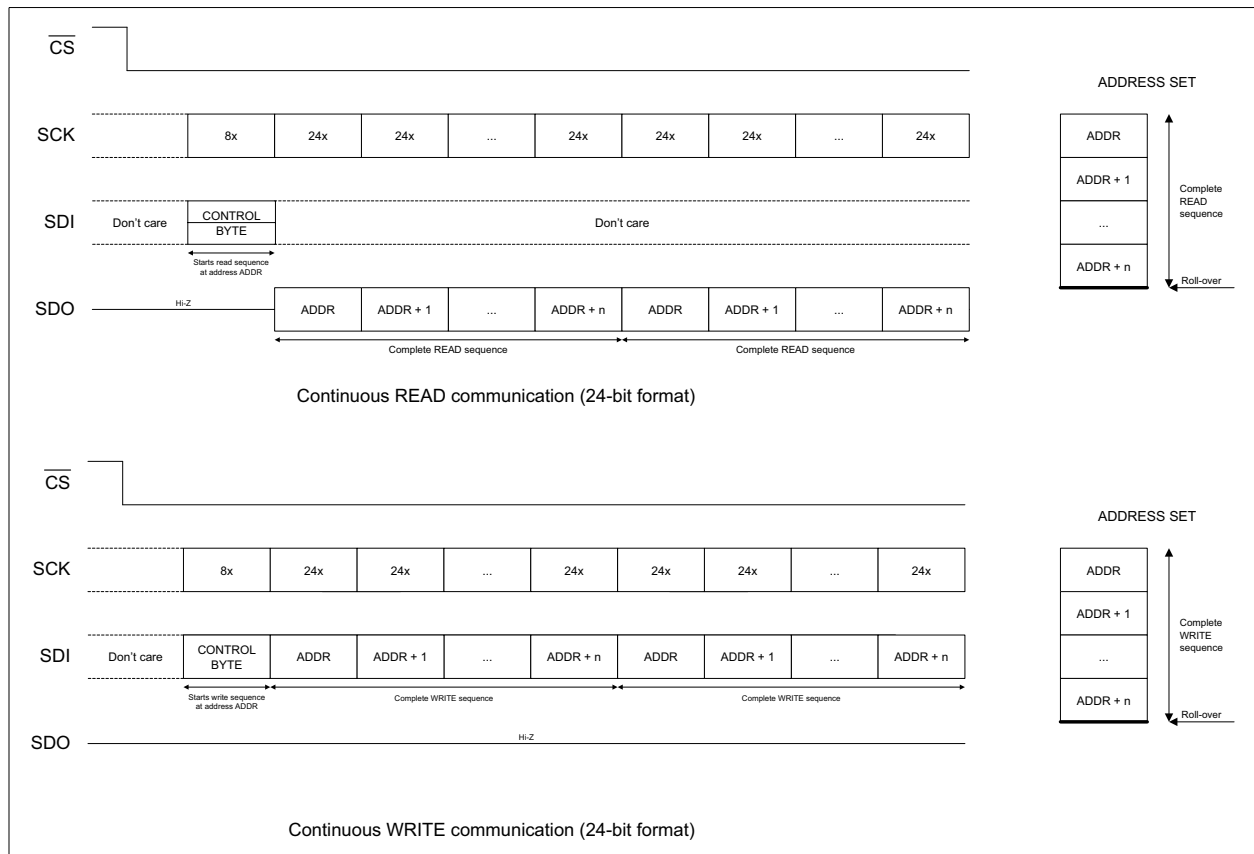 CS
ADDRESS SET
SCK
8x 24x 24x ... 24x 24x 24x ... 24x
ADDR
ADDR + 1
...
ADDR + n
Complete
READ
sequence
Roll-over
SDI
Don't care
CONTROL
BYTE
Don't care
Starts read sequence
at address ADDR
SDO
Hi-Z
ADDR ADDR + 1 ... ADDR + n ADDR ADDR + 1 ... ADDR + n
Complete READ sequence Complete READ sequence
Continuous READ communication (24-bit format)
CS
ADDRESS SET
SCK
8x 24x 24x ... 24x 24x 24x ... 24x
ADDR
ADDR + 1
...
ADDR + n
Complete
WRITE
sequence
Roll-over
SDI
Don't care
CONTROL
BYTE
ADDR ADDR + 1 ... ADDR + n ADDR ADDR + 1 ... ADDR + n
Starts write sequence
at address ADDR
Complete WRITE sequence Complete WRITE sequence
SDO
Hi-Z
Continuous WRITE communication (24-bit format)